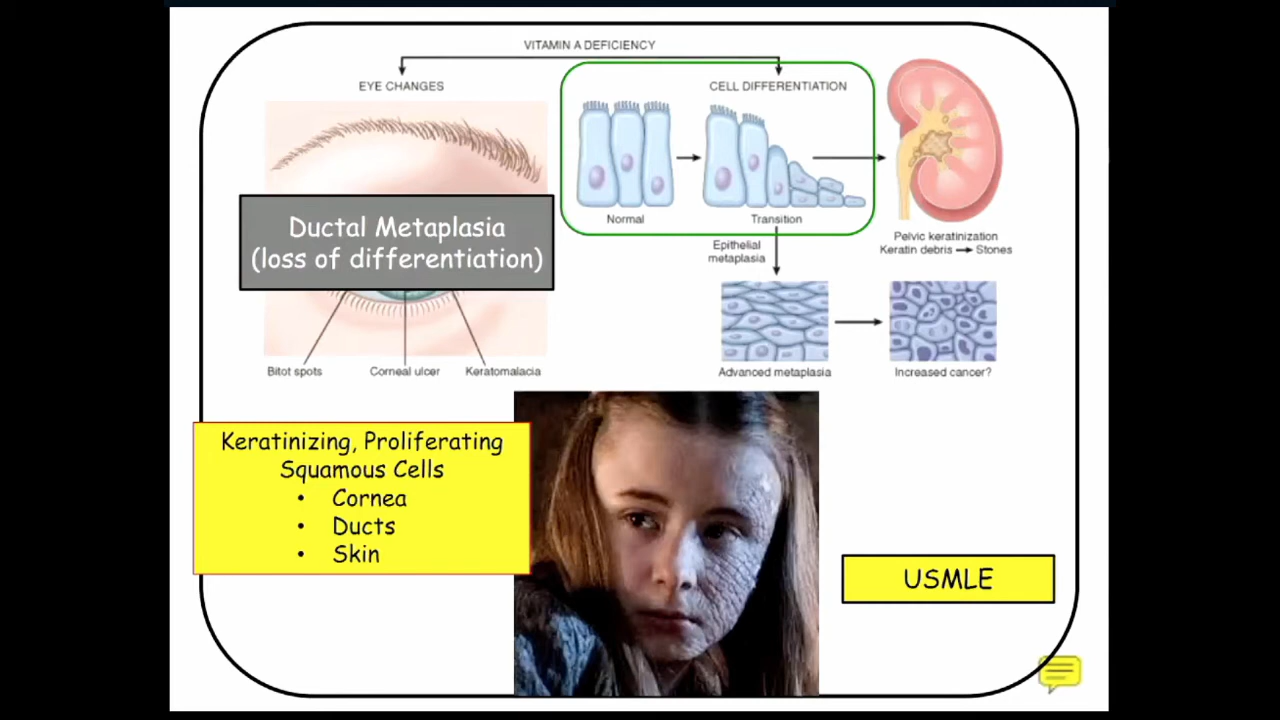 VITAMIN A DEFICIENCY
EYE CHANGES
CELL DIFFERENTIATION
Ductal Metaplasia
(loss of differentiation)
Normal
Transition
Epithelial
metaplasia
Pelvic keratinization
Keratin debris → Stones
Bitot spots
Corneal ulcer
Keratomalacia
Advanced metaplasia
Increased cancer?
Keratinizing, Proliferating
Squamous Cells
• Cornea
• Ducts
• Skin
USMLE